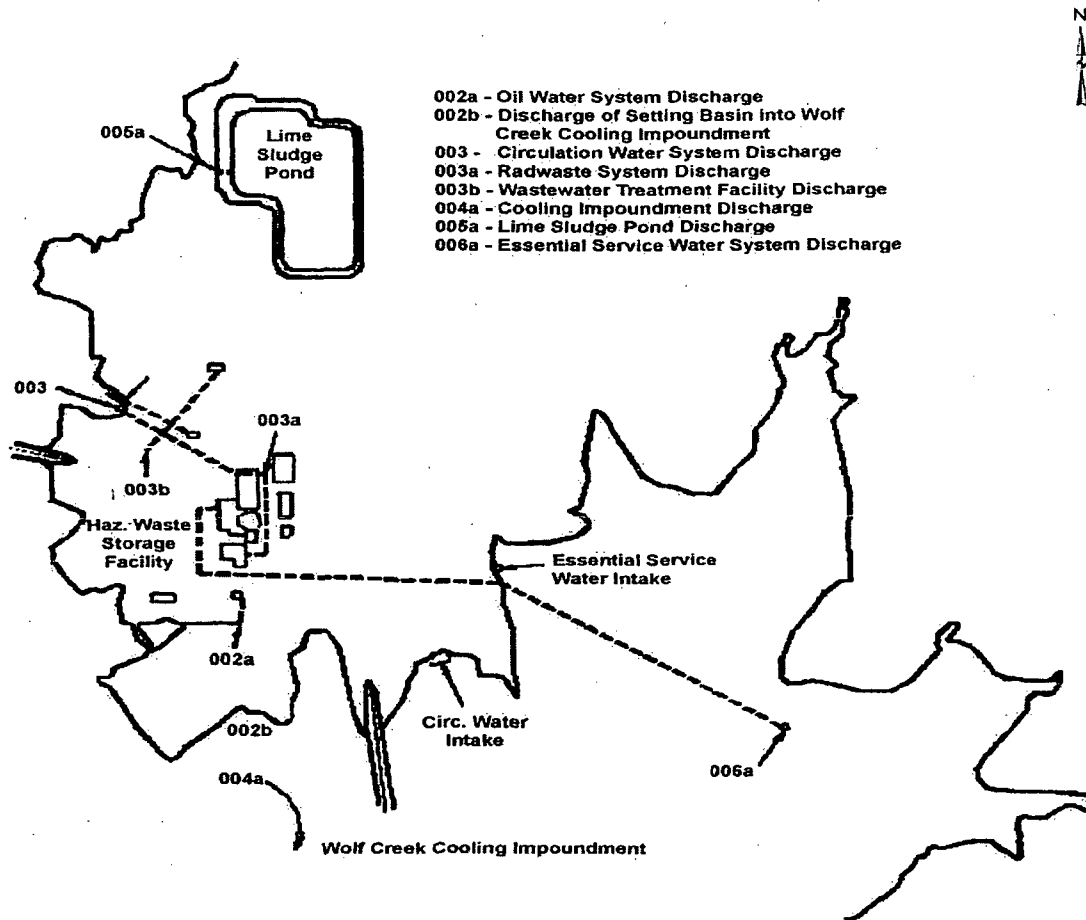 N
002a - Oil Water System Discharge
002b - Discharge of Setting Basin into Wolf
Creek Cooling Impoundment
003 - Circulation Water System Discharge
003a - Radwaste System Discharge
003b - Wastewater Treatment Facility Discharge
004a - Cooling Impoundment Discharge
005a - Lime Sludge Pond Discharge
006a - Essential Service Water System Discharge
005a
Lime
Sludge
Pond
003
003a
003b
Haz. Waste
Storage
Facility
Essential Service
Water Intake
002a
002b
Circ. Water
Intake
004a
006a
Wolf Creek Cooling Impoundment